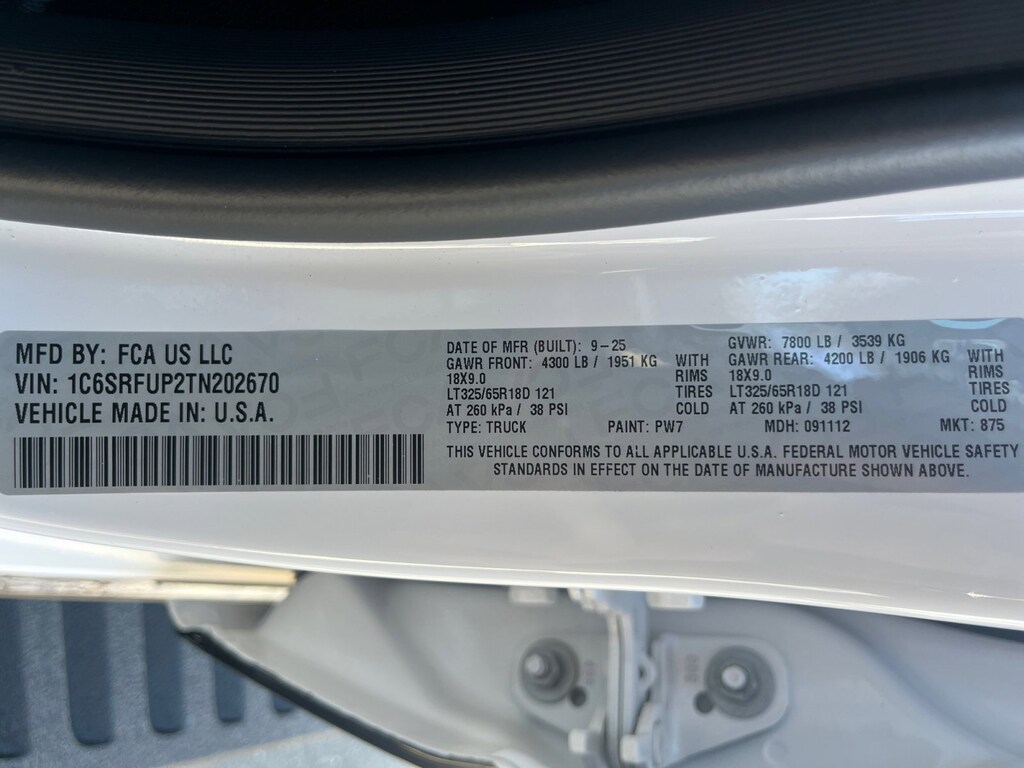 MFD BY: FCA US LLC
VIN: 1C6SRFUP2TN202670
VEHICLE MADE IN: U.S.A.
DATE OF MFR (BUILT): 9-25 GVWR: 7800 LB / 3539 KG
GAWR FRONT: 4300 LB / 1951 KG WITH GAWR REAR: 4200 LB / 1906 KG WITH
18X9.0 RIMS 18X9.0 RIMS
LT325/65R18D 121 TIRES LT325/65R18D 121 TIRES
AT 260 kPa / 38 PSI COLD AT 260 kPa / 38 PSI COLD
TYPE: TRUCK PAINT: PW7 MDH: 091112 MKT: 875
THIS VEHICLE CONFORMS TO ALL APPLICABLE U.S.A. FEDERAL MOTOR VEHICLE SAFETY
STANDARDS IN EFFECT ON THE DATE OF MANUFACTURE SHOWN ABOVE.